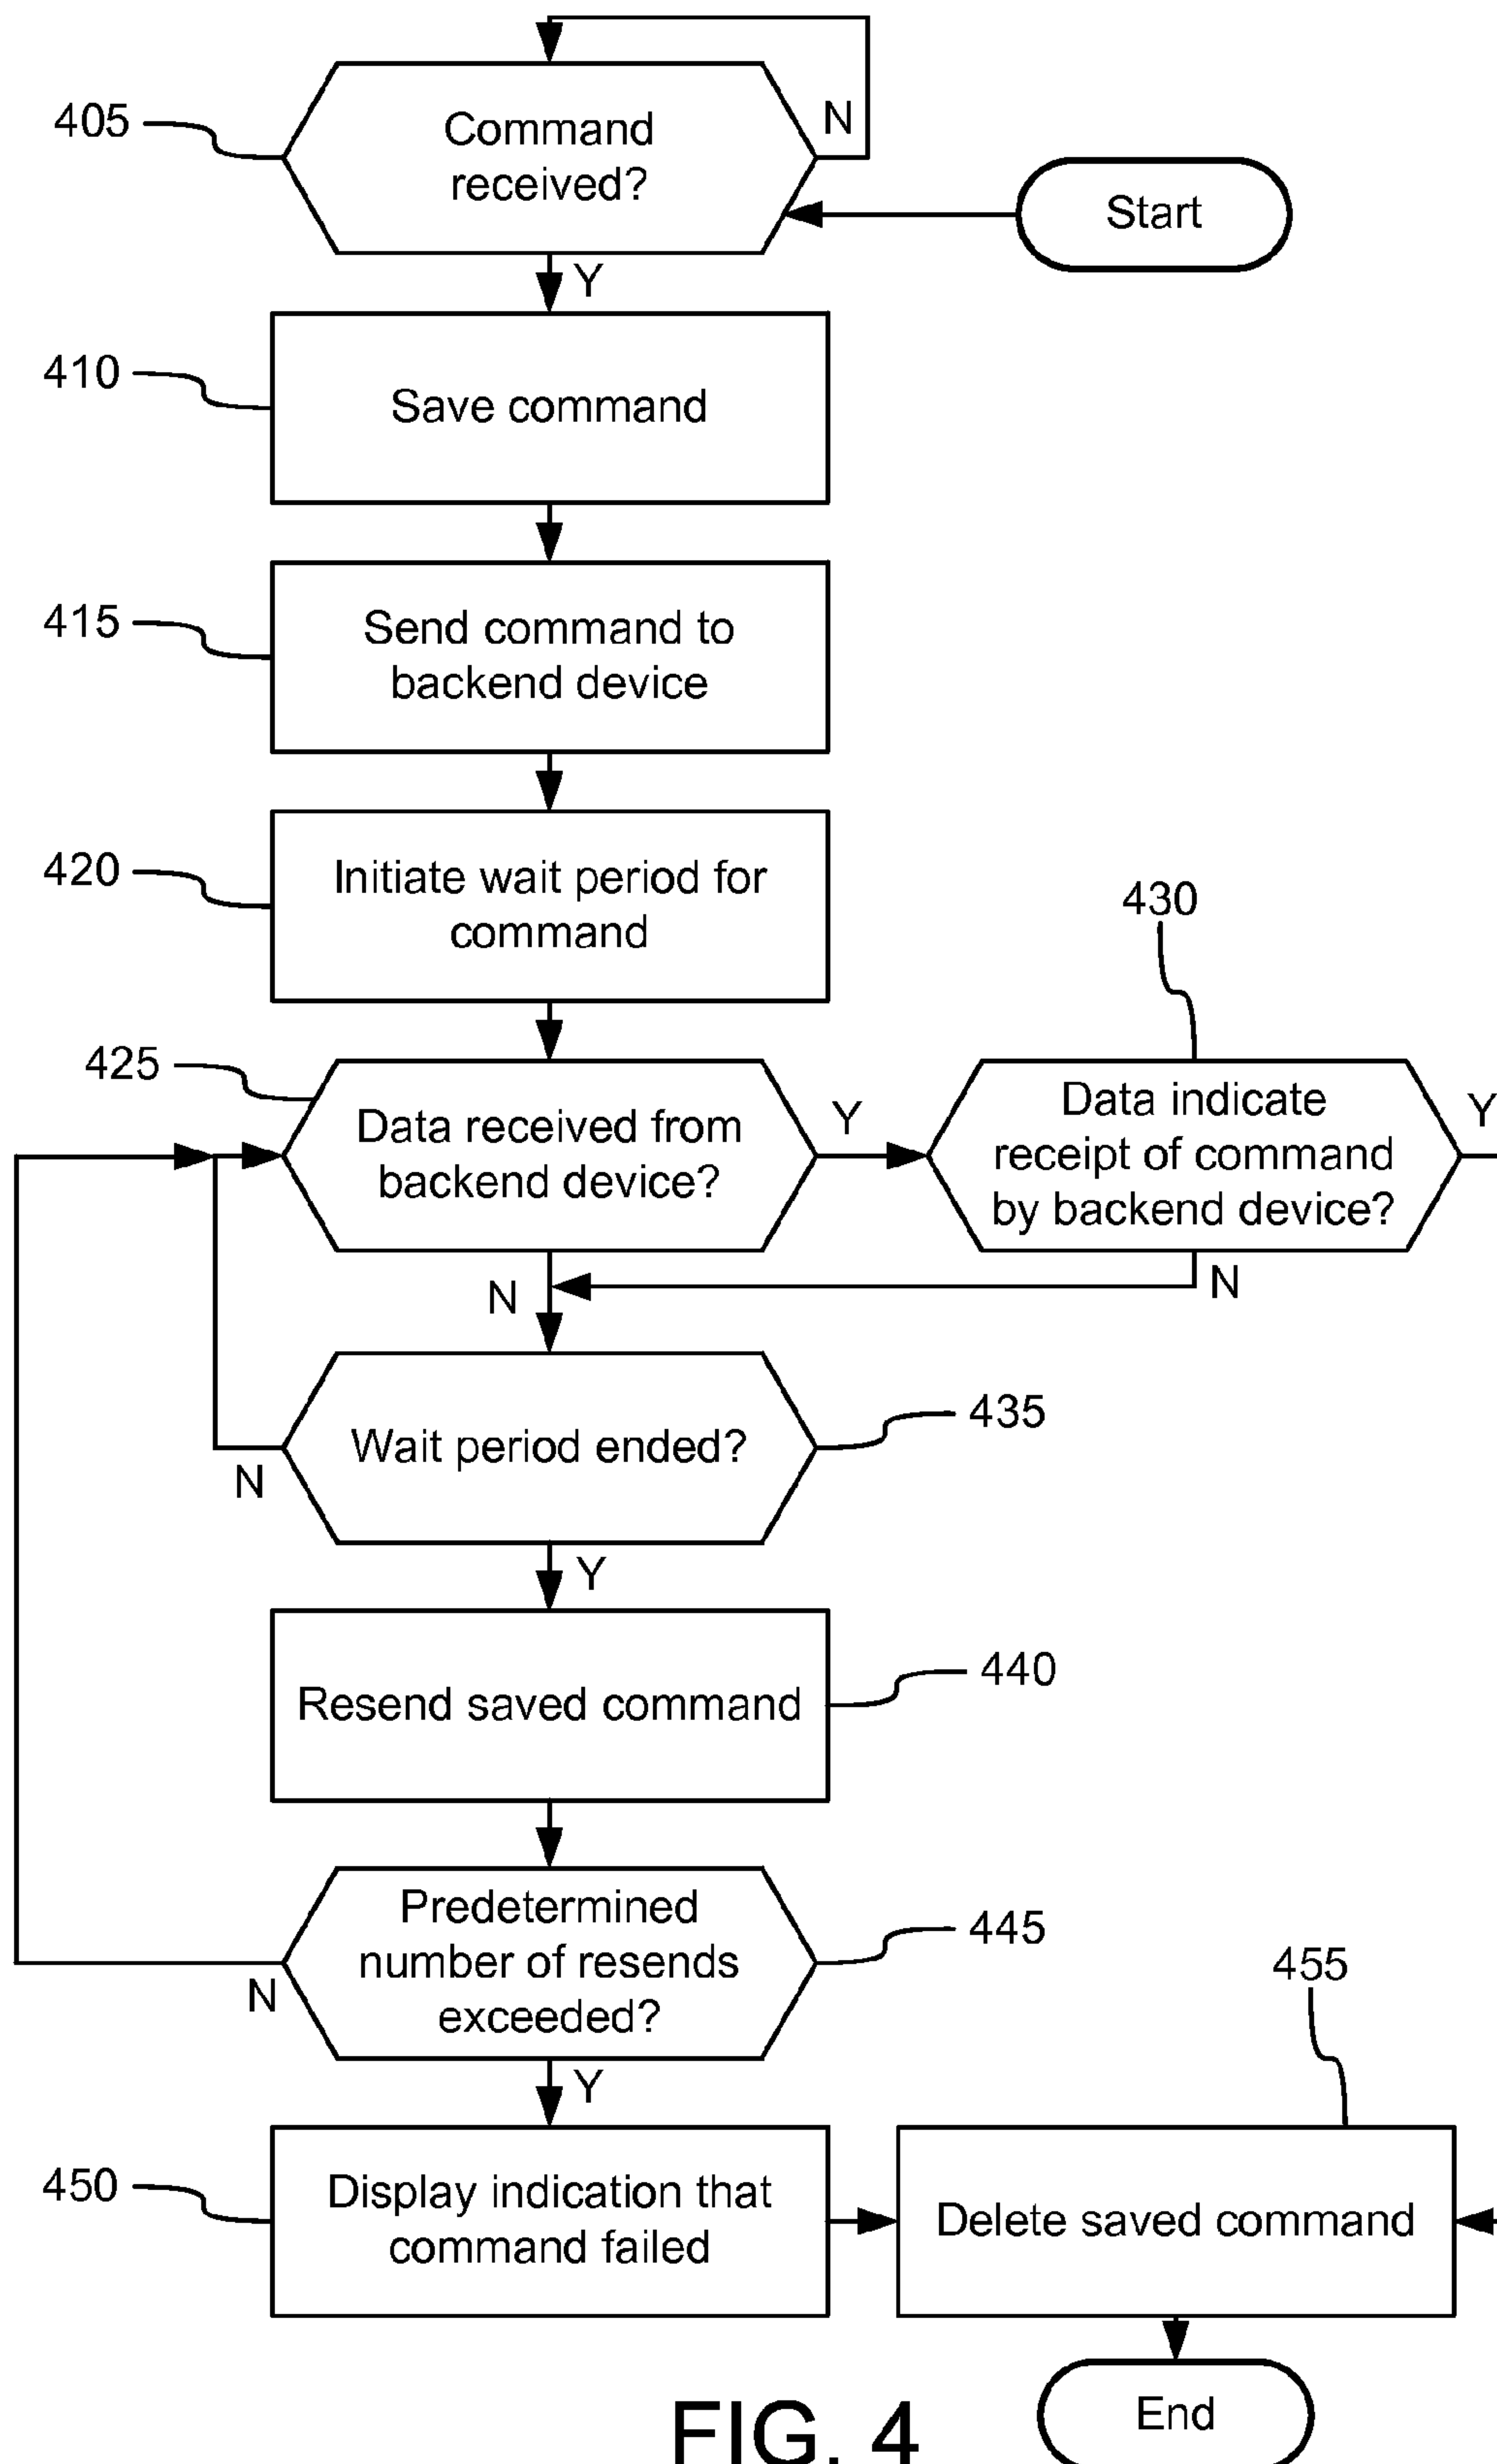 405
Command
received?
N
Start
Y
410
Save command
415
Send command to
backend device
420
Initiate wait period for
command
430
425
Data received from
backend device?
Y
Data indicate
receipt of command
by backend device?
Y
N
N
435
Wait period ended?
N
Y
440
Resend saved command
445
Predetermined
number of resends
exceeded?
N
455
Y
450
Display indication that
command failed
Delete saved command
End
FIG. 4